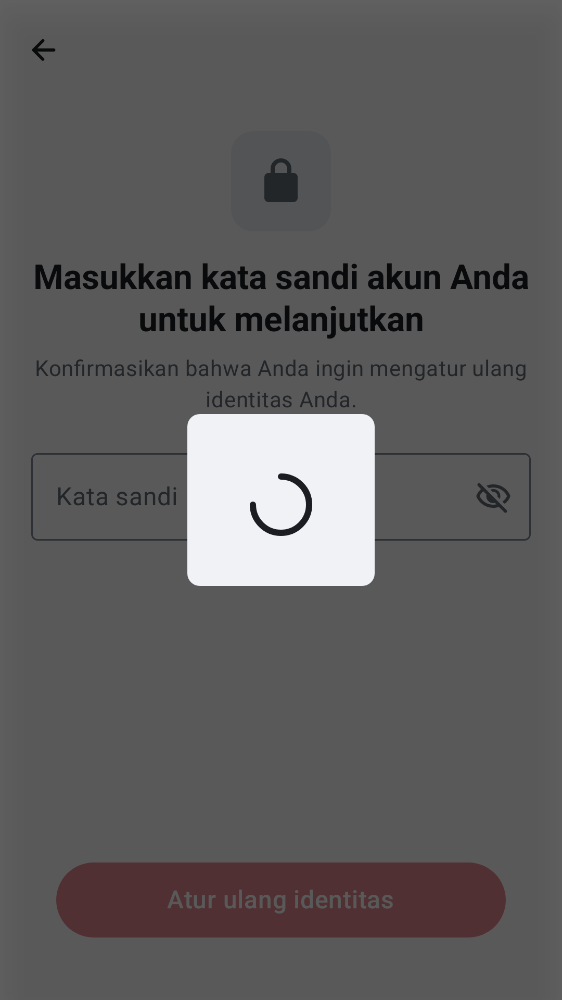 Masukkan kata sandi akun Anda
untuk melanjutkan
Konfirmasikan bahwa Anda ingin mengatur ulang
identitas Anda.
Kata sandi
Atur ulang identitas